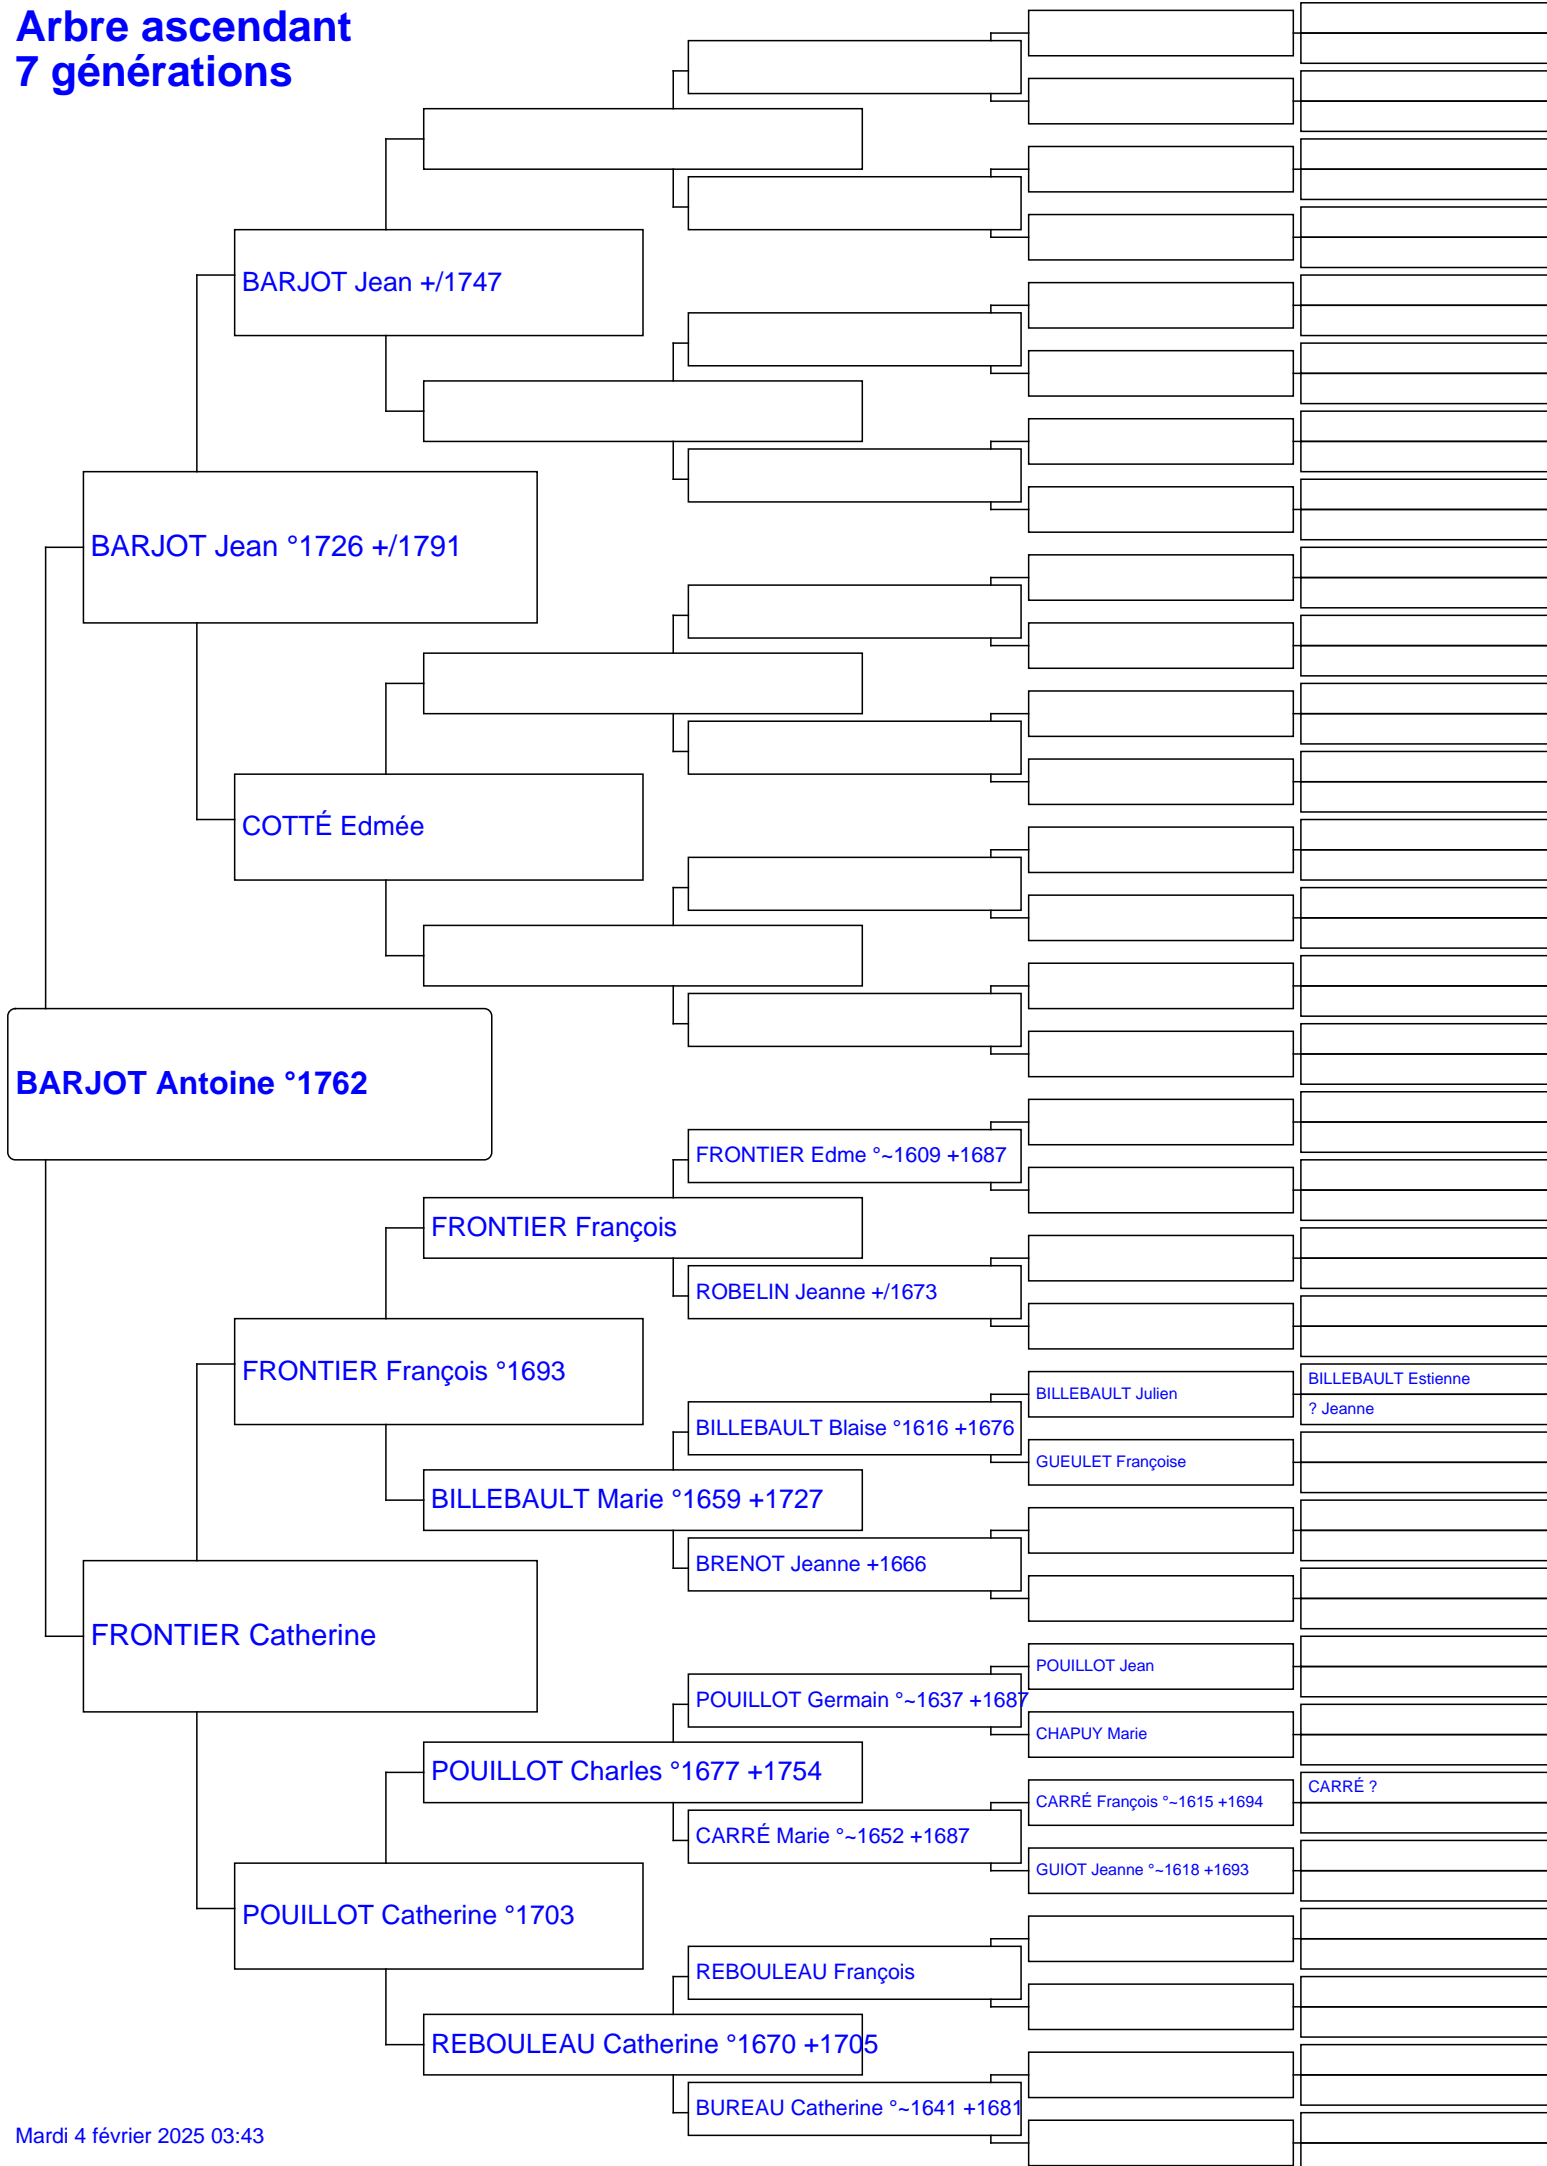 Arbre ascendant
7 générations
BARJOT Jean +/1747
BARJOT Jean °1726 +/1791
COTTÉ Edmée
BARJOT Antoine °1762
FRONTIER Edme °~1609 +1687
FRONTIER François
ROBELIN Jeanne +/1673
FRONTIER François °1693
BILLEBAULT Julien
BILLEBAULT Estienne
? Jeanne
BILLEBAULT Blaise °1616 +1676
GUEULET Françoise
BILLEBAULT Marie °1659 +1727
BRENOT Jeanne +1666
FRONTIER Catherine
POUILLOT Jean
POUILLOT Germain °~1637 +1687
CHAPUY Marie
POUILLOT Charles °1677 +1754
CARRÉ François °~1615 +1694
CARRÉ ?
CARRÉ Marie °~1652 +1687
GUIOT Jeanne °~1618 +1693
POUILLOT Catherine °1703
REBOULEAU François
REBOULEAU Catherine °1670 +1705
BUREAU Catherine °~1641 +1681
Mardi 4 février 2025 03:43